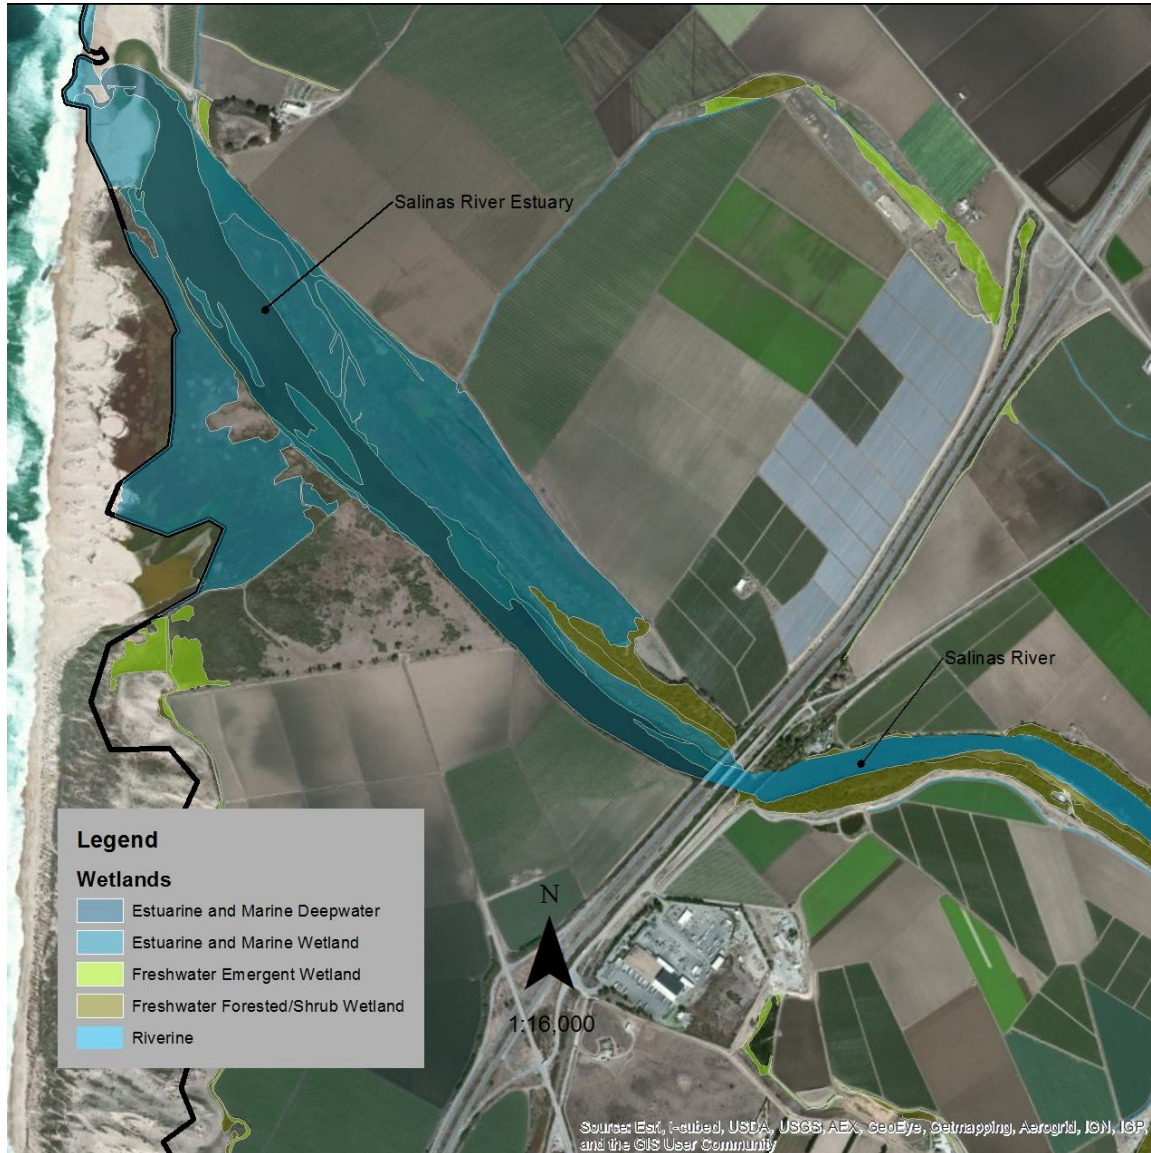 Salinas River Estuary
Salinas River
Legend
Wetlands
Estuarine and Marine Deepwater
Estuarine and Marine Wetland
Freshwater Emergent Wetland
Freshwater Forested/Shrub Wetland
Riverine
N
1:16,000
Source: Esri, i-cubed, USDA, USGS, AEX, GeoEye, Getmapping, Aerogrid, IGN, IGP,
and the GIS User Community